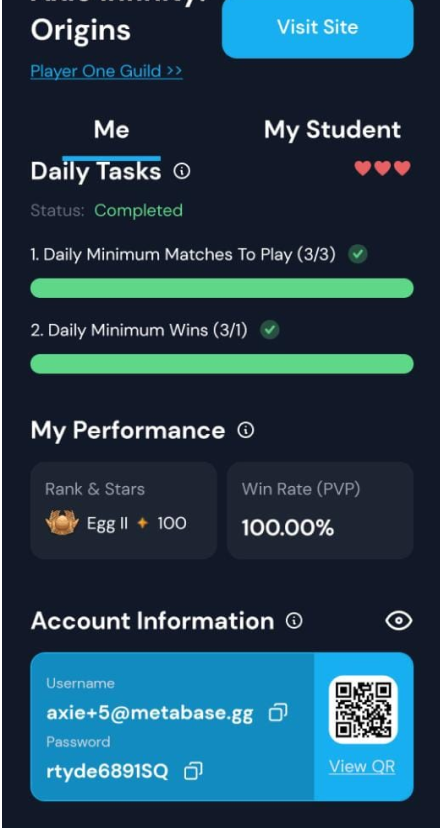 Origins
Visit Site
Player One Guild >>
Me
My Student
Daily Tasks
Status: Completed
1. Daily Minimum Matches To Play (3/3)
2. Daily Minimum Wins (3/1)
My Performance
Rank & Stars
Egg II 100
Win Rate (PVP)
100.00%
Account Information
Username
axie+5@metabase.gg
Password
rtyde6891SQ
View QR